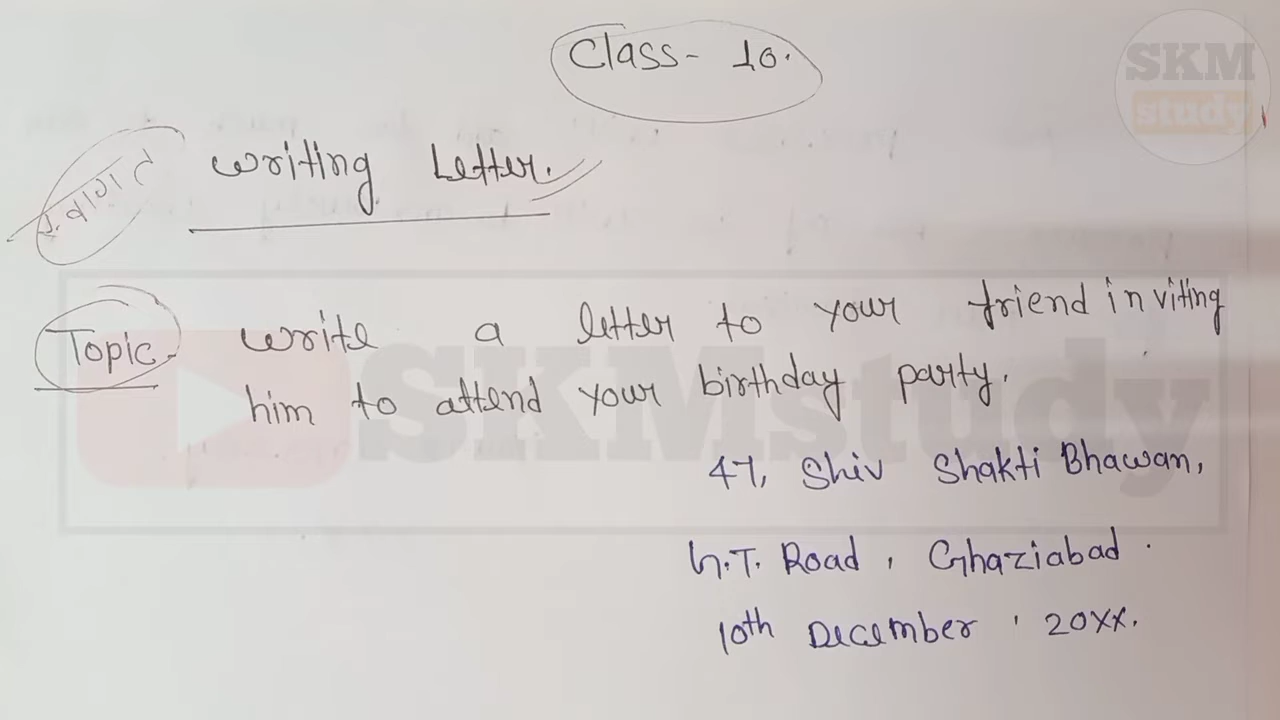 Class- 10.
SKM
study
Writing Letter.
Topic-
Write a letter to your friend inviting
him to attend your birthday party.
SKMstudy
47, Shiv Shakti Bhawan,
G.T. Road, Ghaziabad.
10th December, 20XX.